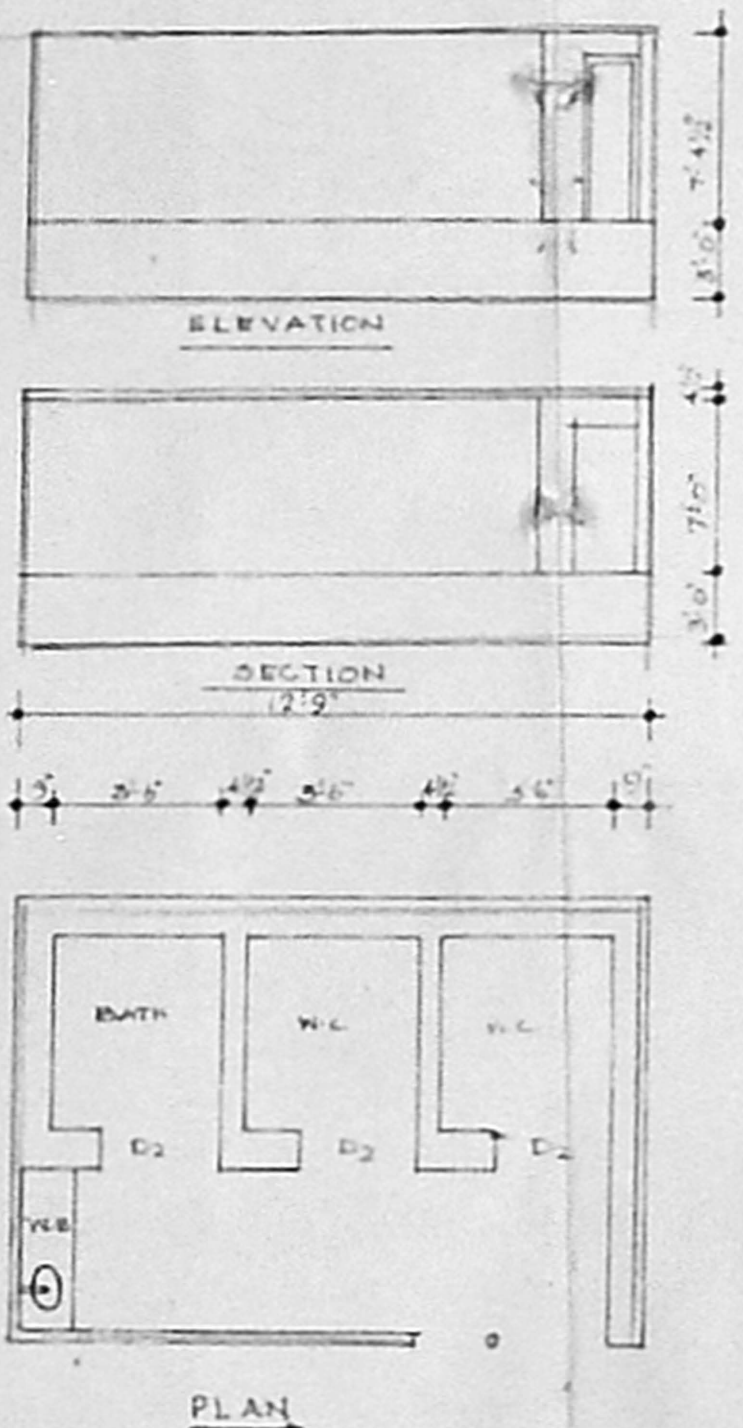 7'-4½"
3'-0"
ELEVATION
4½"
7'-0"
3'-0"
SECTION
12'-9"
9" 3'-6" 4½" 3'-6" 4½" 3'-6" 9"
BATH W.C W.C
D2 D2 D2
W.B
PLAN